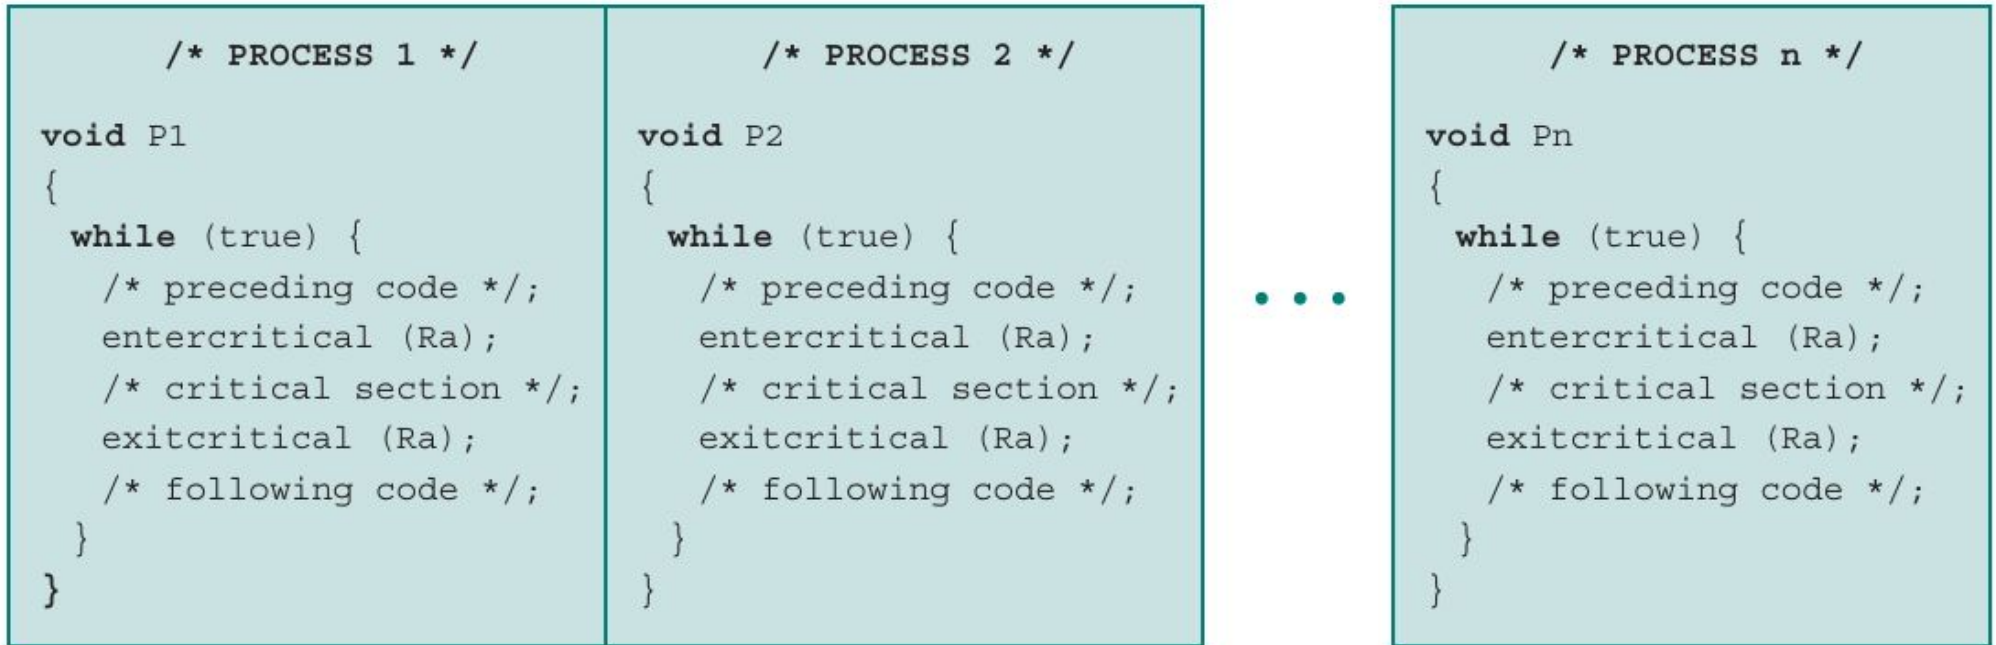 /* PROCESS 1 */
void P1
{
while (true) {
/* preceding code */;
entercritical (Ra);
/* critical section */;
exitcritical (Ra);
/* following code */;
}
}
/* PROCESS 2 */
void P2
{
while (true) {
/* preceding code */;
entercritical (Ra);
/* critical section */;
exitcritical (Ra);
/* following code */;
}
}
• • •
/* PROCESS n */
void Pn
{
while (true) {
/* preceding code */;
entercritical (Ra);
/* critical section */;
exitcritical (Ra);
/* following code */;
}
}